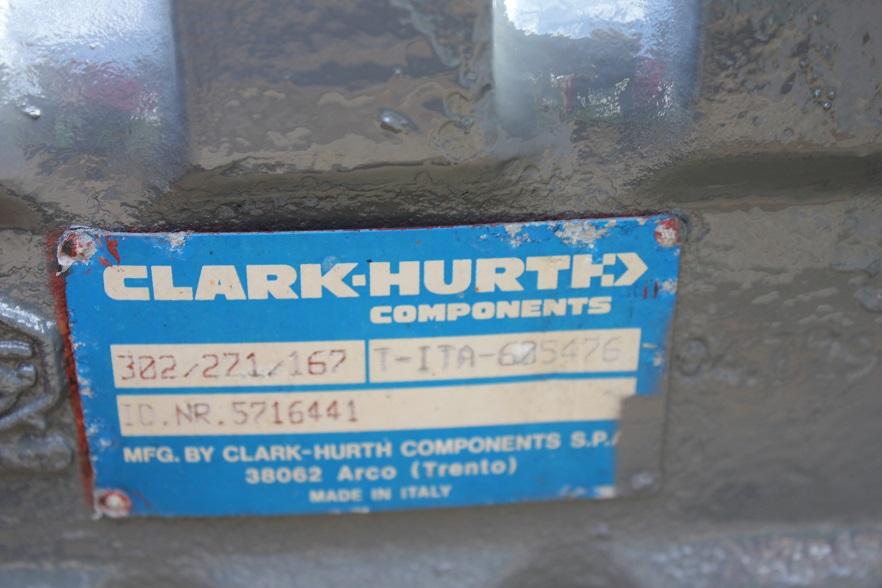 CLARK-HURTH
COMPONENTS
302/271/167 T-ITA-605476
ID.NR.5716441
MFG. BY CLARK-HURTH COMPONENTS S.P.A
38062 Arco (Trento)
MADE IN ITALY